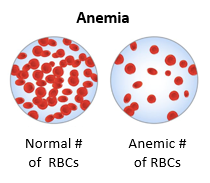 Anemia
Normal #
of RBCs
Anemic #
of RBCs